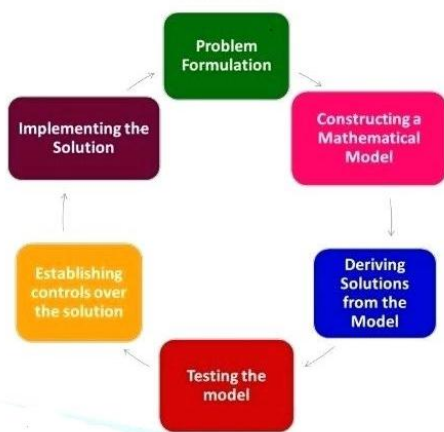 Problem
Formulation
Constructing a
Mathematical
Model
Deriving
Solutions
from the
Model
Testing the
model
Establishing
controls over
the solution
Implementing the
Solution